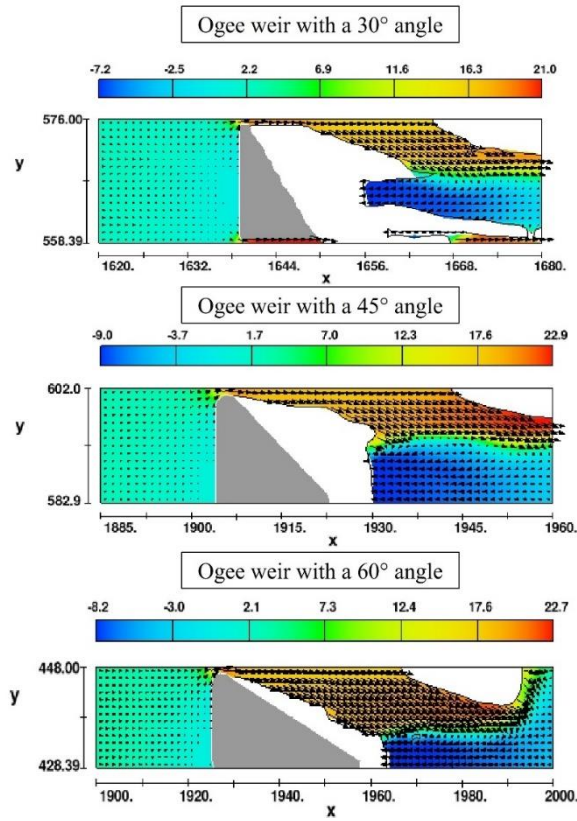 Ogee weir with a 30° angle
-7.2 -2.5 2.2 6.9 11.6 16.3 21.0
576.00
y
558.39
1620. 1632. 1644 1656. 1668. 1680.
x
Ogee weir with a 45° angle
-9.0 -3.7 1.7 7.0 12.3 17.6 22.9
602.0
y
582.9
1885. 1900. 1915. 1930. 1945. 1960.
x
Ogee weir with a 60° angle
-8.2 -3.0 2.1 7.3 12.4 17.6 22.7
448.00
y
428.39
1900. 1920. 1940. 1960. 1980. 2000.
x